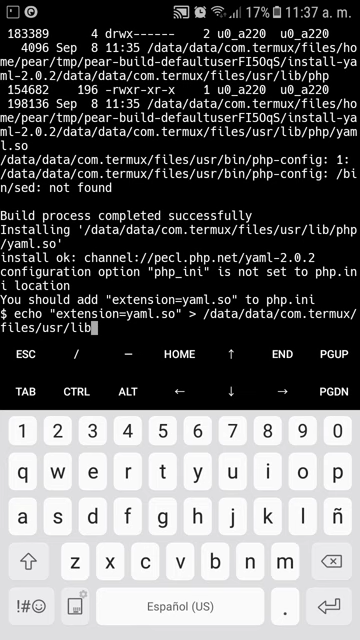 17% 11:37 a. m.
183389 4 drwx------ 2 u0_a220 u0_a220
4096 Sep 8 11:35 /data/data/com.termux/files/ho
me/pear/tmp/pear-build-defaultuserFI5OqS/install-ya
ml-2.0.2/data/data/com.termux/files/usr/lib/php
154682 196 -rwxr-xr-x 1 u0_a220 u0_a220
198136 Sep 8 11:35 /data/data/com.termux/files/ho
me/pear/tmp/pear-build-defaultuserFI5OqS/install-ya
ml-2.0.2/data/data/com.termux/files/usr/lib/php/yam
l.so
/data/data/com.termux/files/usr/bin/php-config: 1:
/data/data/com.termux/files/usr/bin/php-config: /bi
n/sed: not found
Build process completed successfully
Installing '/data/data/com.termux/files/usr/lib/php
/yaml.so'
install ok: channel://pecl.php.net/yaml-2.0.2
configuration option "php_ini" is not set to php.in
i location
You should add "extension=yaml.so" to php.ini
$ echo "extension=yaml.so" > /data/data/com.termux/
files/usr/lib
ESC / — HOME ↑ END PGUP
TAB CTRL ALT ← ↓ → PGDN
1 2 3 4 5 6 7 8 9 0
q w e r t y u i o p
a s d f g h j k l ñ
z x c v b n m
!#☺ Español (US) .